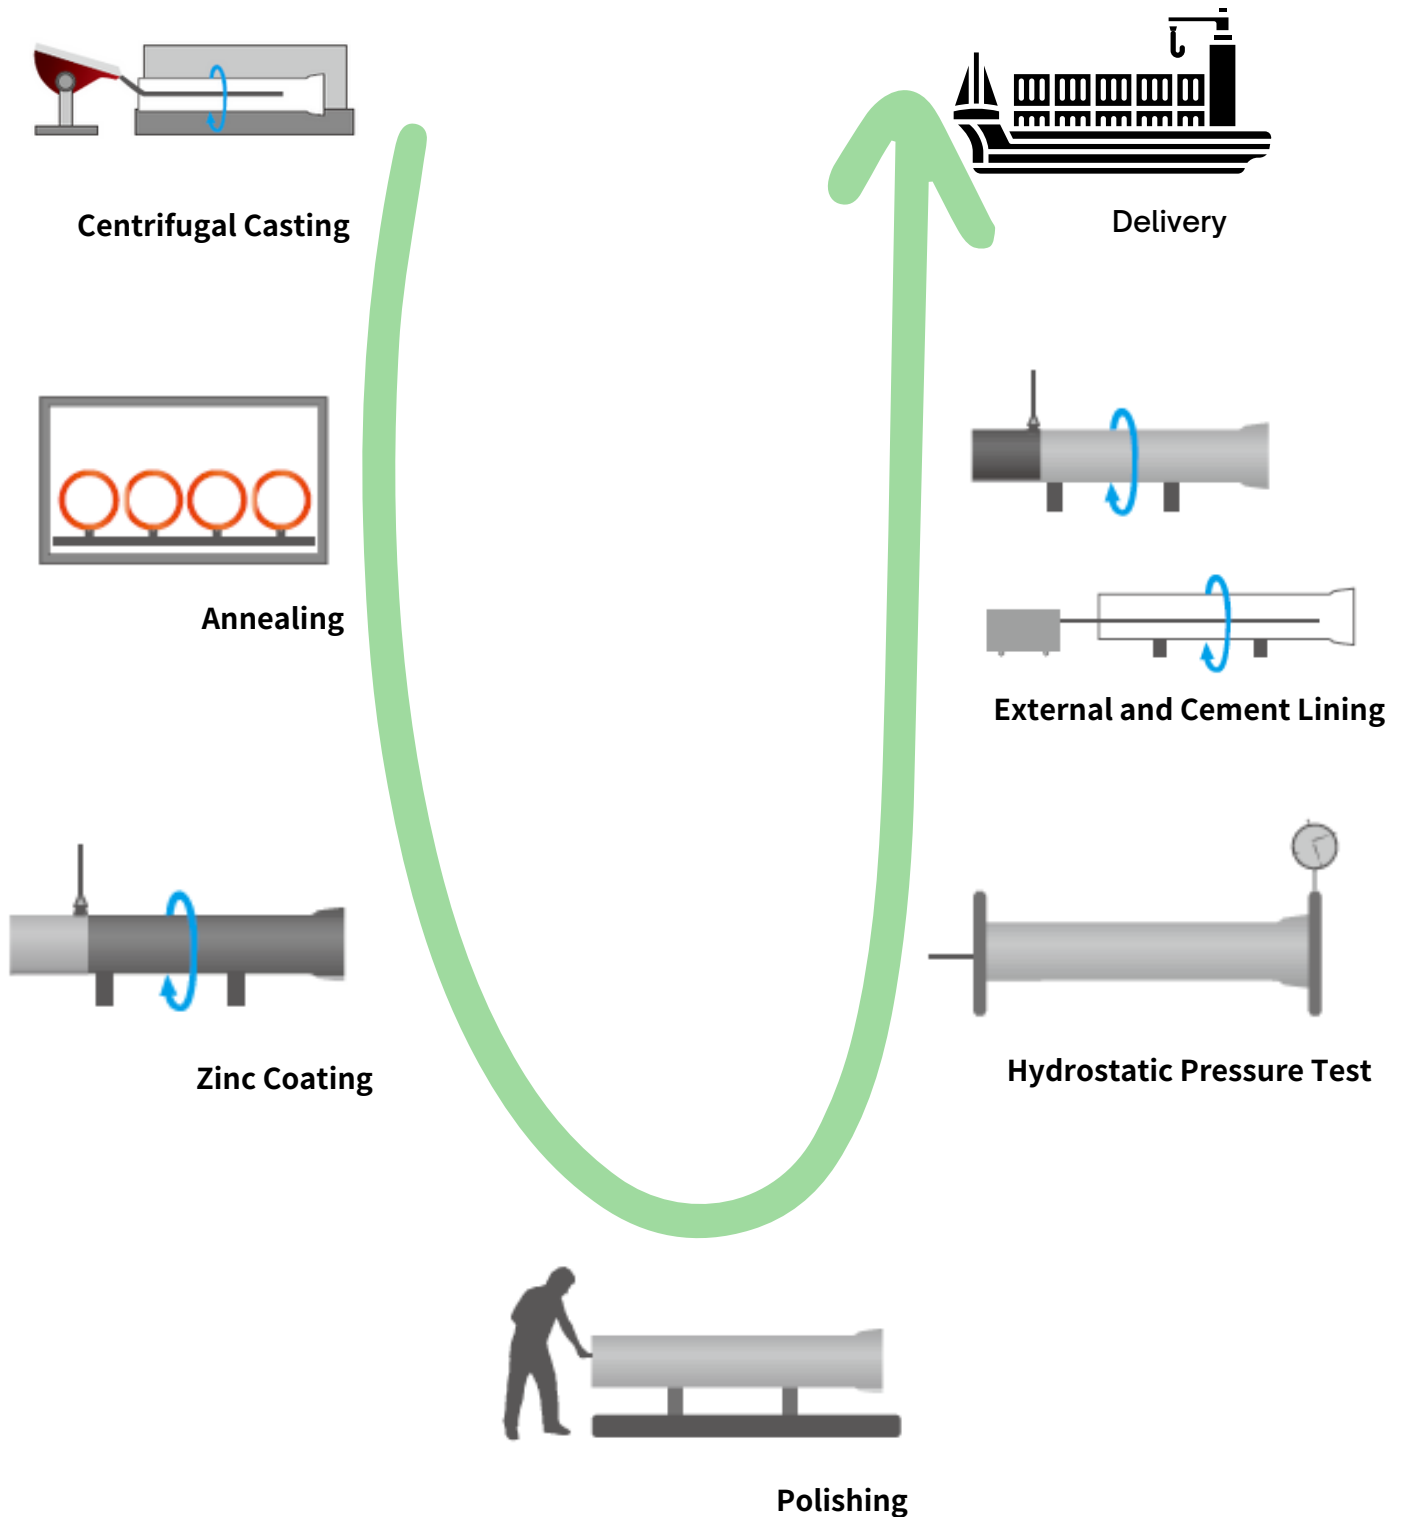 Centrifugal Casting
Annealing
Zinc Coating
Polishing
Hydrostatic Pressure Test
External and Cement Lining
Delivery